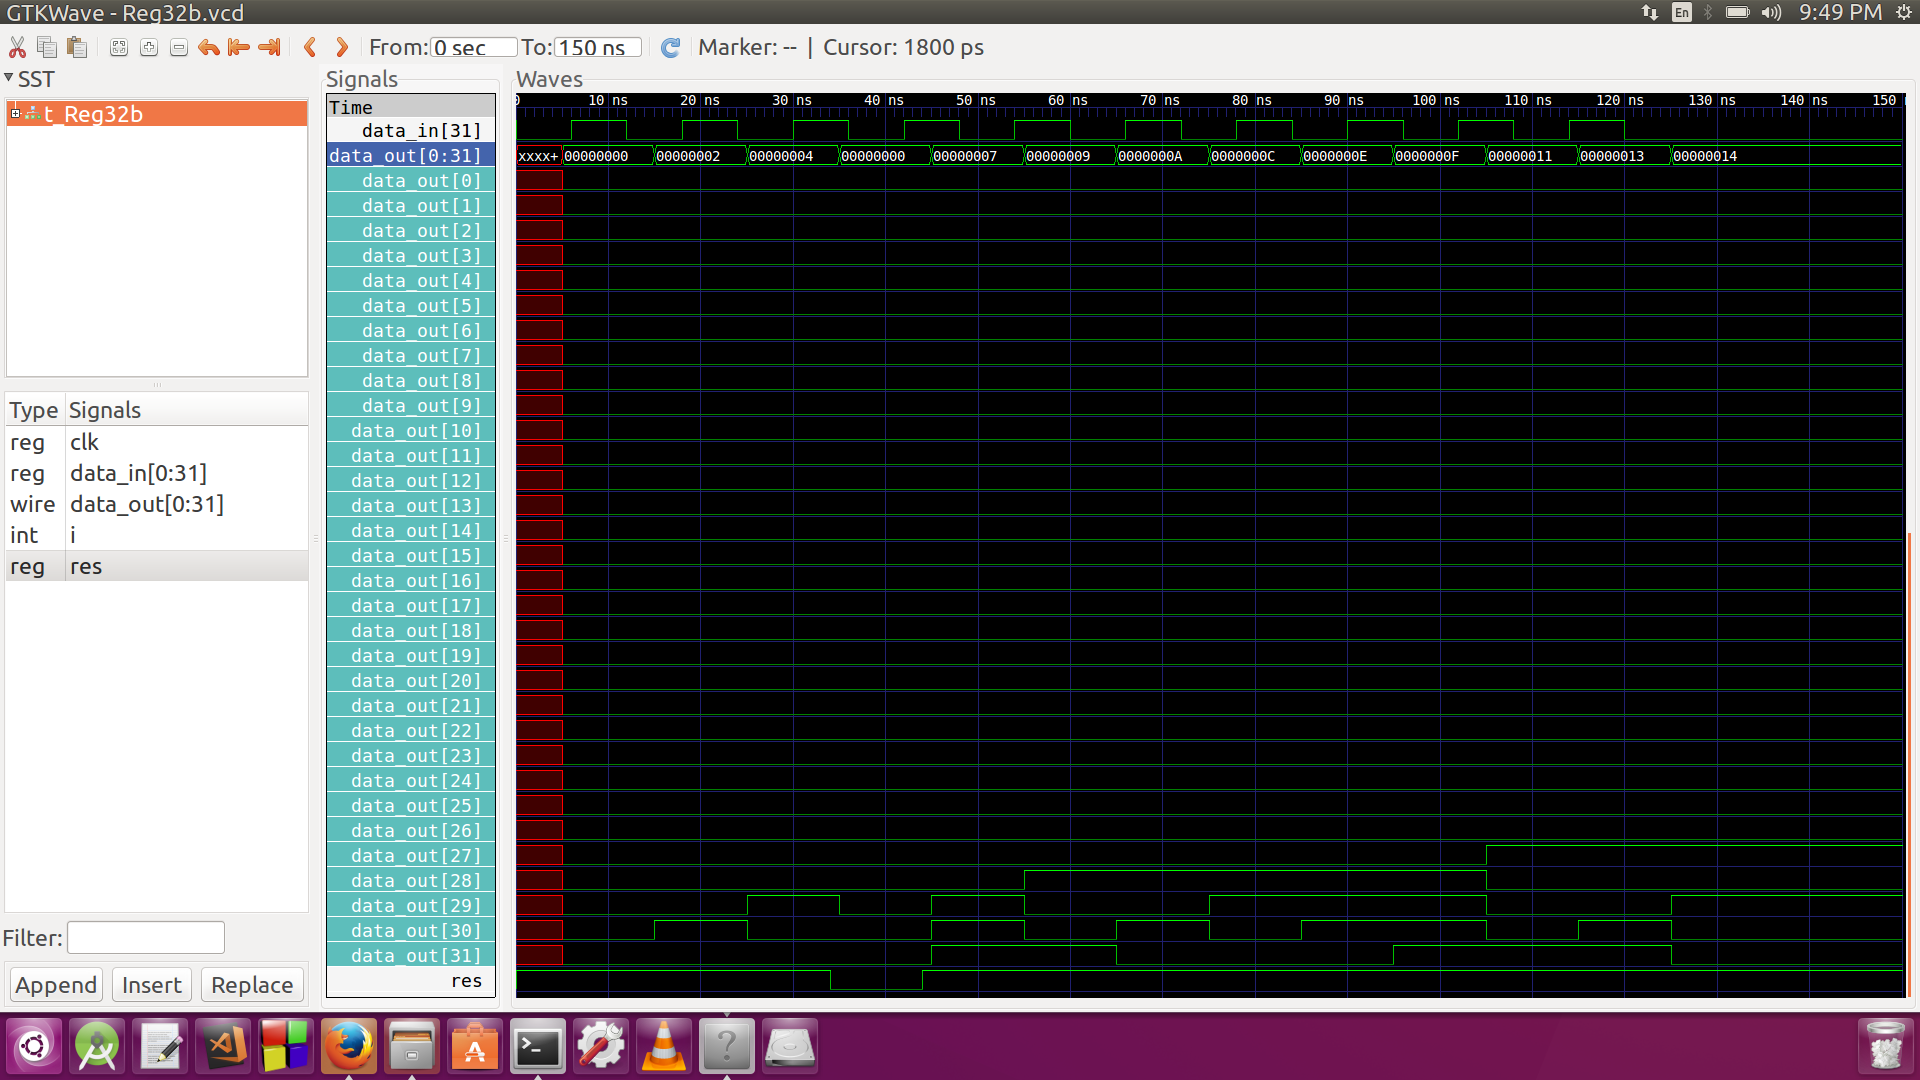 GTKWave - Reg32b.vcd
En
9:49 PM
From: 0 sec To: 150 ns Marker: -- | Cursor: 1800 ps
SST
t_Reg32b
Type Signals
reg clk
reg data_in[0:31]
wire data_out[0:31]
int i
reg res
Filter:
Append Insert Replace
Signals
Time
data_in[31]
data_out[0:31]
data_out[0]
data_out[1]
data_out[2]
data_out[3]
data_out[4]
data_out[5]
data_out[6]
data_out[7]
data_out[8]
data_out[9]
data_out[10]
data_out[11]
data_out[12]
data_out[13]
data_out[14]
data_out[15]
data_out[16]
data_out[17]
data_out[18]
data_out[19]
data_out[20]
data_out[21]
data_out[22]
data_out[23]
data_out[24]
data_out[25]
data_out[26]
data_out[27]
data_out[28]
data_out[29]
data_out[30]
data_out[31]
res
Waves
0 10 ns 20 ns 30 ns 40 ns 50 ns 60 ns 70 ns 80 ns 90 ns 100 ns 110 ns 120 ns 130 ns 140 ns 150
xxxx+ 00000000 00000002 00000004 00000000 00000007 00000009 0000000A 0000000C 0000000E 0000000F 00000011 00000013 00000014